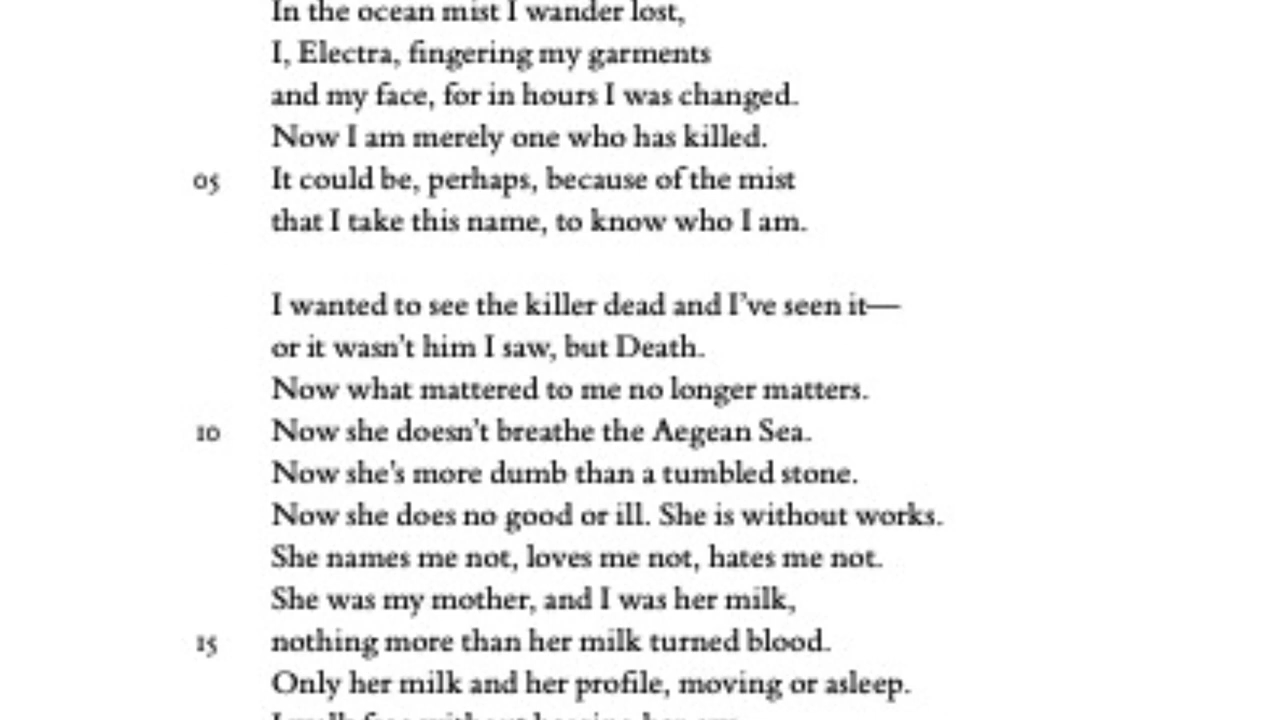 In the ocean mist I wander lost,
I, Electra, fingering my garments
and my face, for in hours I was changed.
Now I am merely one who has killed.
05 It could be, perhaps, because of the mist
that I take this name, to know who I am.
I wanted to see the killer dead and I've seen it—
or it wasn't him I saw, but Death.
Now what mattered to me no longer matters.
10 Now she doesn't breathe the Aegean Sea.
Now she's more dumb than a tumbled stone.
Now she does no good or ill. She is without works.
She names me not, loves me not, hates me not.
She was my mother, and I was her milk,
15 nothing more than her milk turned blood.
Only her milk and her profile, moving or asleep.